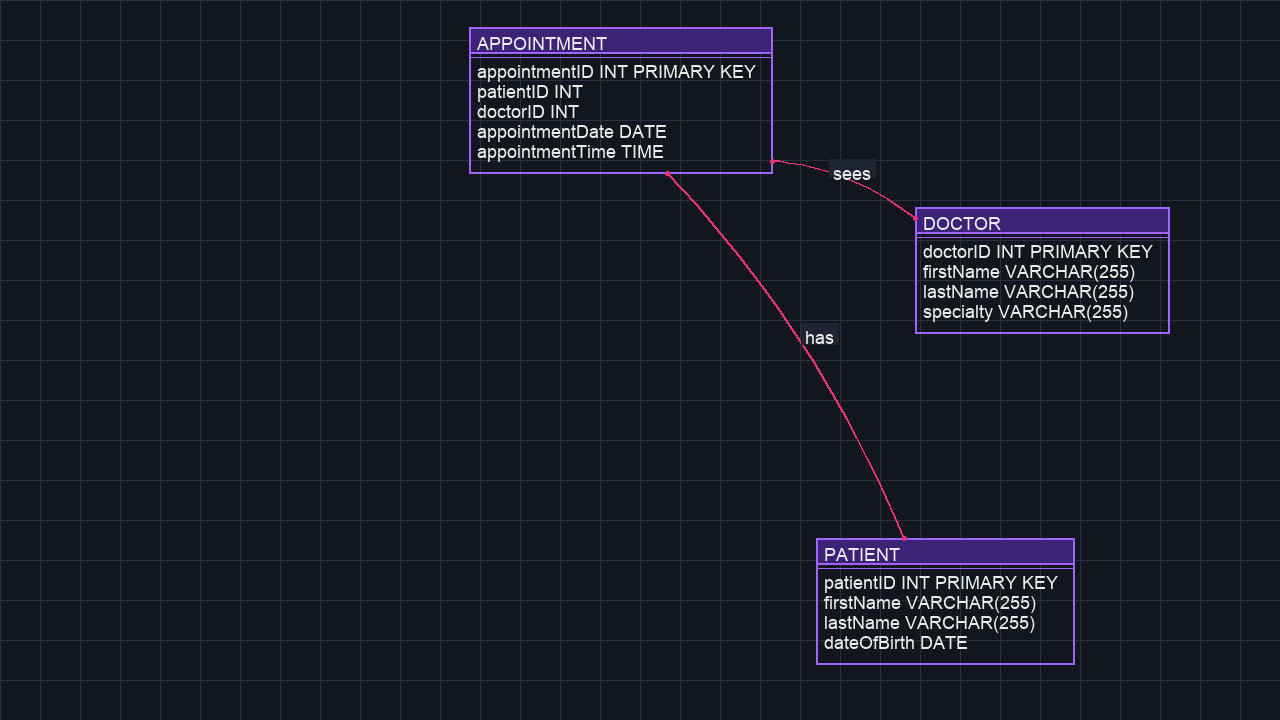 APPOINTMENT
appointmentID INT PRIMARY KEY
patientID INT
doctorID INT
appointmentDate DATE
appointmentTime TIME
sees
DOCTOR
doctorID INT PRIMARY KEY
firstName VARCHAR(255)
lastName VARCHAR(255)
specialty VARCHAR(255)
has
PATIENT
patientID INT PRIMARY KEY
firstName VARCHAR(255)
lastName VARCHAR(255)
dateOfBirth DATE